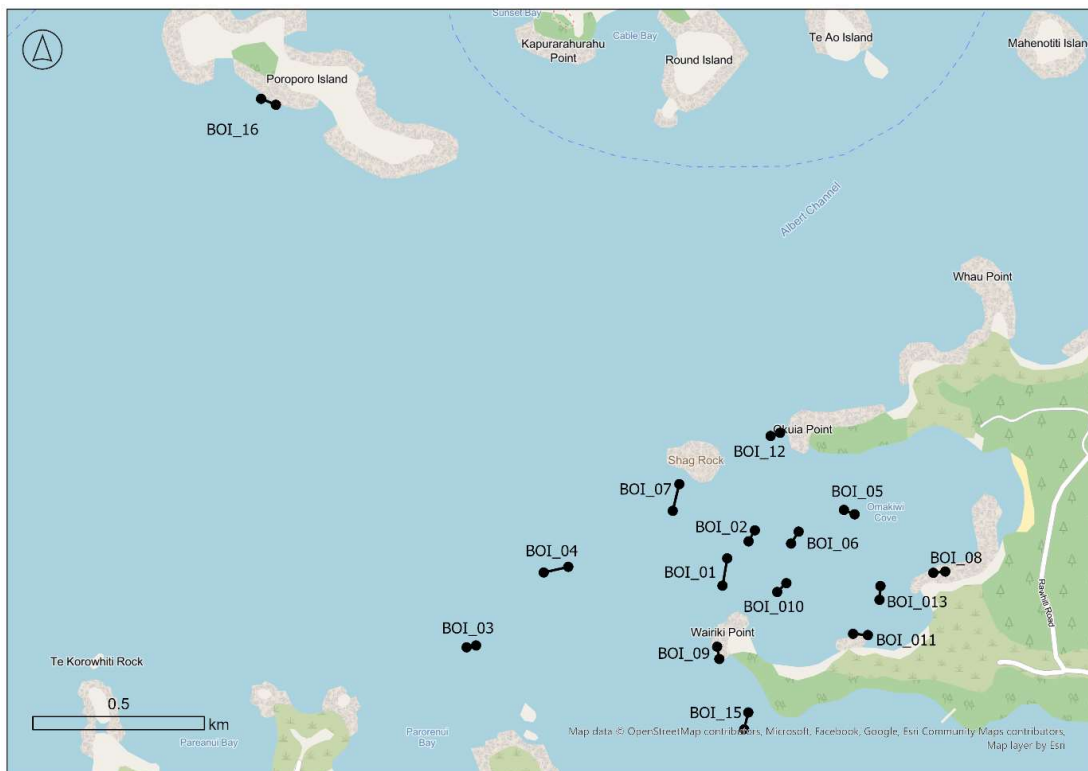 Sunset Bay
Kapurarahurahu
Point
Cable Bay
Te Ao Island
Mahenotiti Islan
Round Island
Poroporo Island
BOI_16
Albert Channel
Whau Point
Okuia Point
BOI_12
Shag Rock
BOI_07
BOI_05
Omakiwi
Cove
BOI_02
BOI_06
BOI_04
BOI_01
BOI_08
BOI_010
BOI_013
Rawhiti Road
Wairiki Point
BOI_011
BOI_03
BOI_09
Te Korowhiti Rock
0.5
km
BOI_15
Pareanui Bay
Parorenui
Bay
Map data © OpenStreetMap contributors, Microsoft, Facebook, Google, Esri Community Maps contributors,
Map layer by Esri